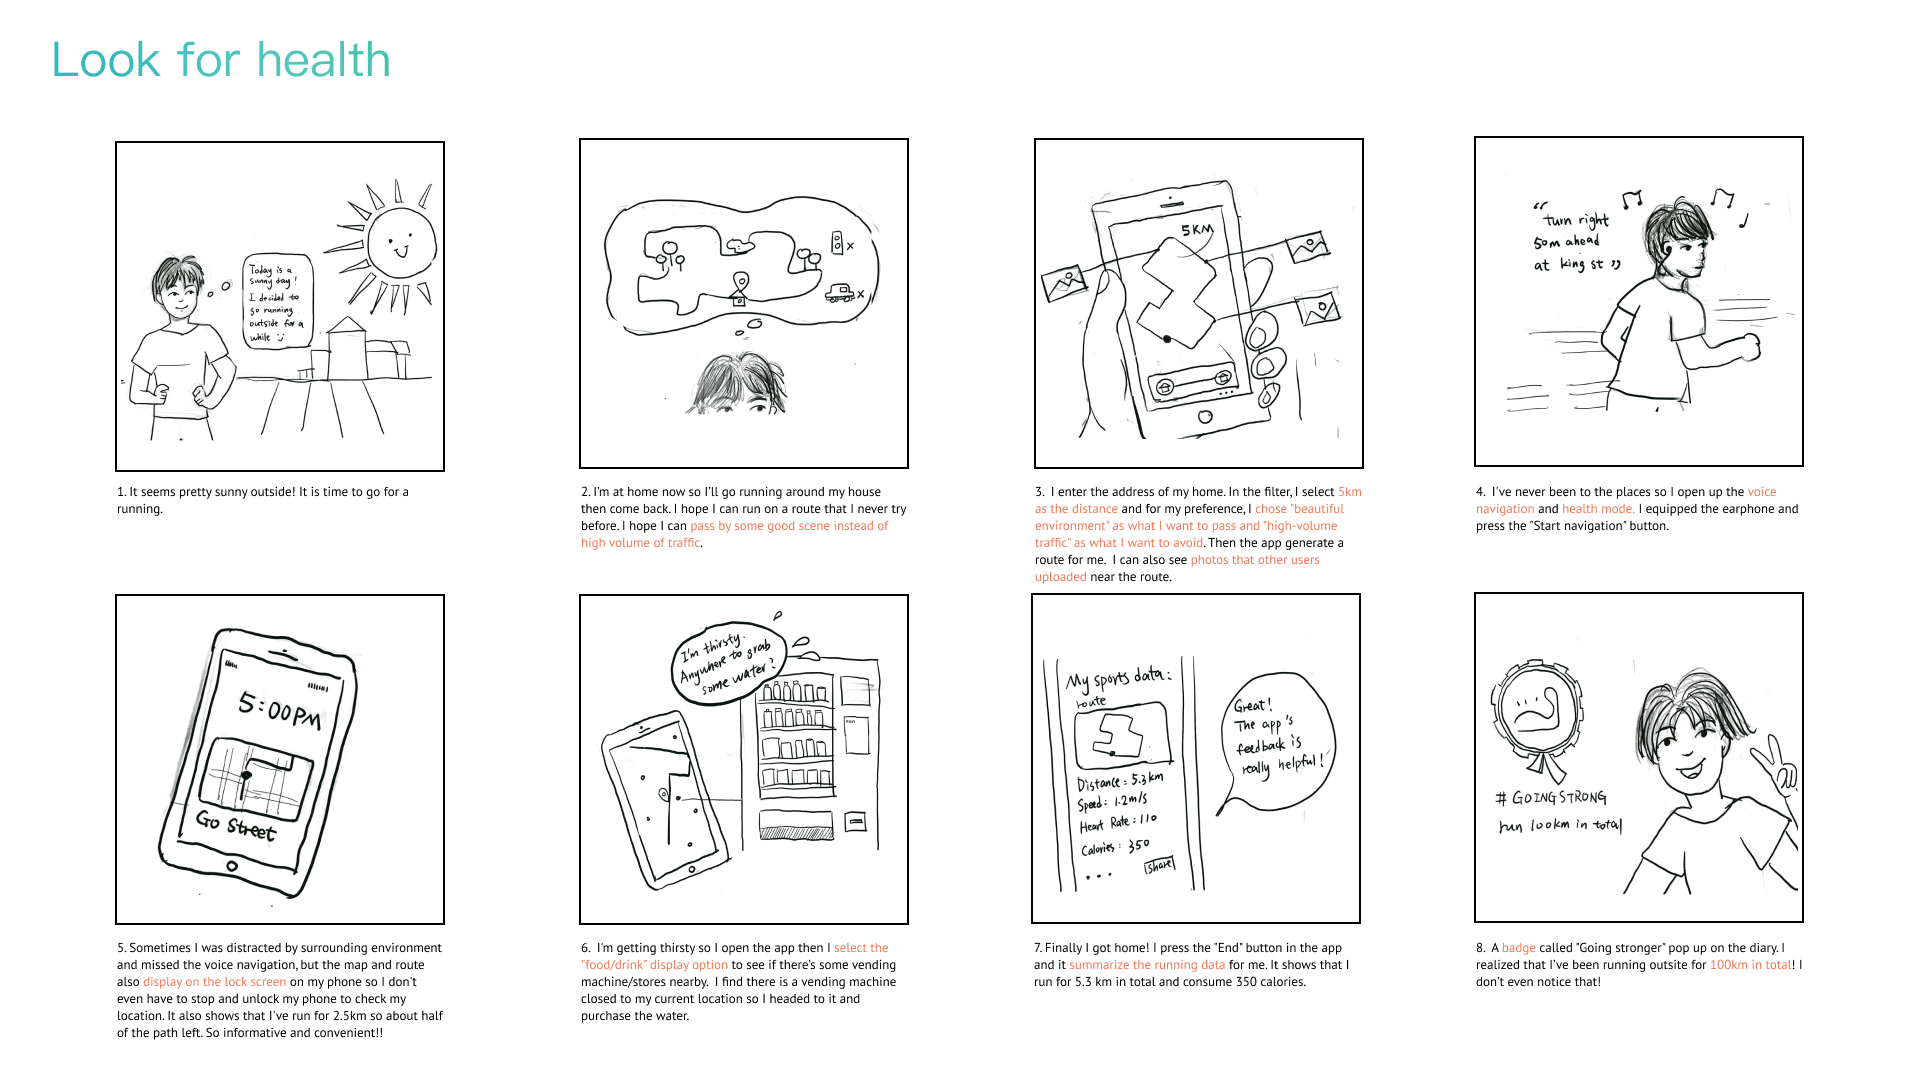 Look for health
Today is a
sunny day!
I decided to
go running
outside for a
while
1. It seems pretty sunny outside! It is time to go for a
running.
x
x
2. I'm at home now so I'll go running around my house
then come back. I hope I can run on a route that I never try
before. I hope I can pass by some good scene instead of
high volume of traffic.
5KM
3. I enter the address of my home. In the filter, I select 5km
as the distance and for my preference, I chose "beautiful
environment" as what I want to pass and "high-volume
traffic" as what I want to avoid. Then the app generate a
route for me. I can also see photos that other users
uploaded near the route.
"turn right
50m ahead
at king st"
4. I've never been to the places so I open up the voice
navigation and health mode. I equipped the earphone and
press the "Start navigation" button.
5:00PM
Go Street
5. Sometimes I was distracted by surrounding environment
and missed the voice navigation, but the map and route
also display on the lock screen on my phone so I don't
even have to stop and unlock my phone to check my
location. It also shows that I've run for 2.5km so about half
of the path left. So informative and convenient!!
I'm thirsty.
Anywhere to grab
some water?
6. I'm getting thirsty so I open the app then I select the
"food/drink" display option to see if there's some vending
machine/stores nearby. I find there is a vending machine
closed to my current location so I headed to it and
purchase the water.
My sports data:
route
Distance: 5.3km
Speed: 1.2m/s
Heart Rate: 110
Calories: 350
...
share
Great!
The app's
feedback is
really helpful!
7. Finally I got home! I press the "End" button in the app
and it summarize the running data for me. It shows that I
run for 5.3 km in total and consume 350 calories.
# GOINGSTRONG
run 100km in total
8. A badge called "Going stronger" pop up on the diary. I
realized that I've been running outsite for 100km in total! I
don't even notice that!